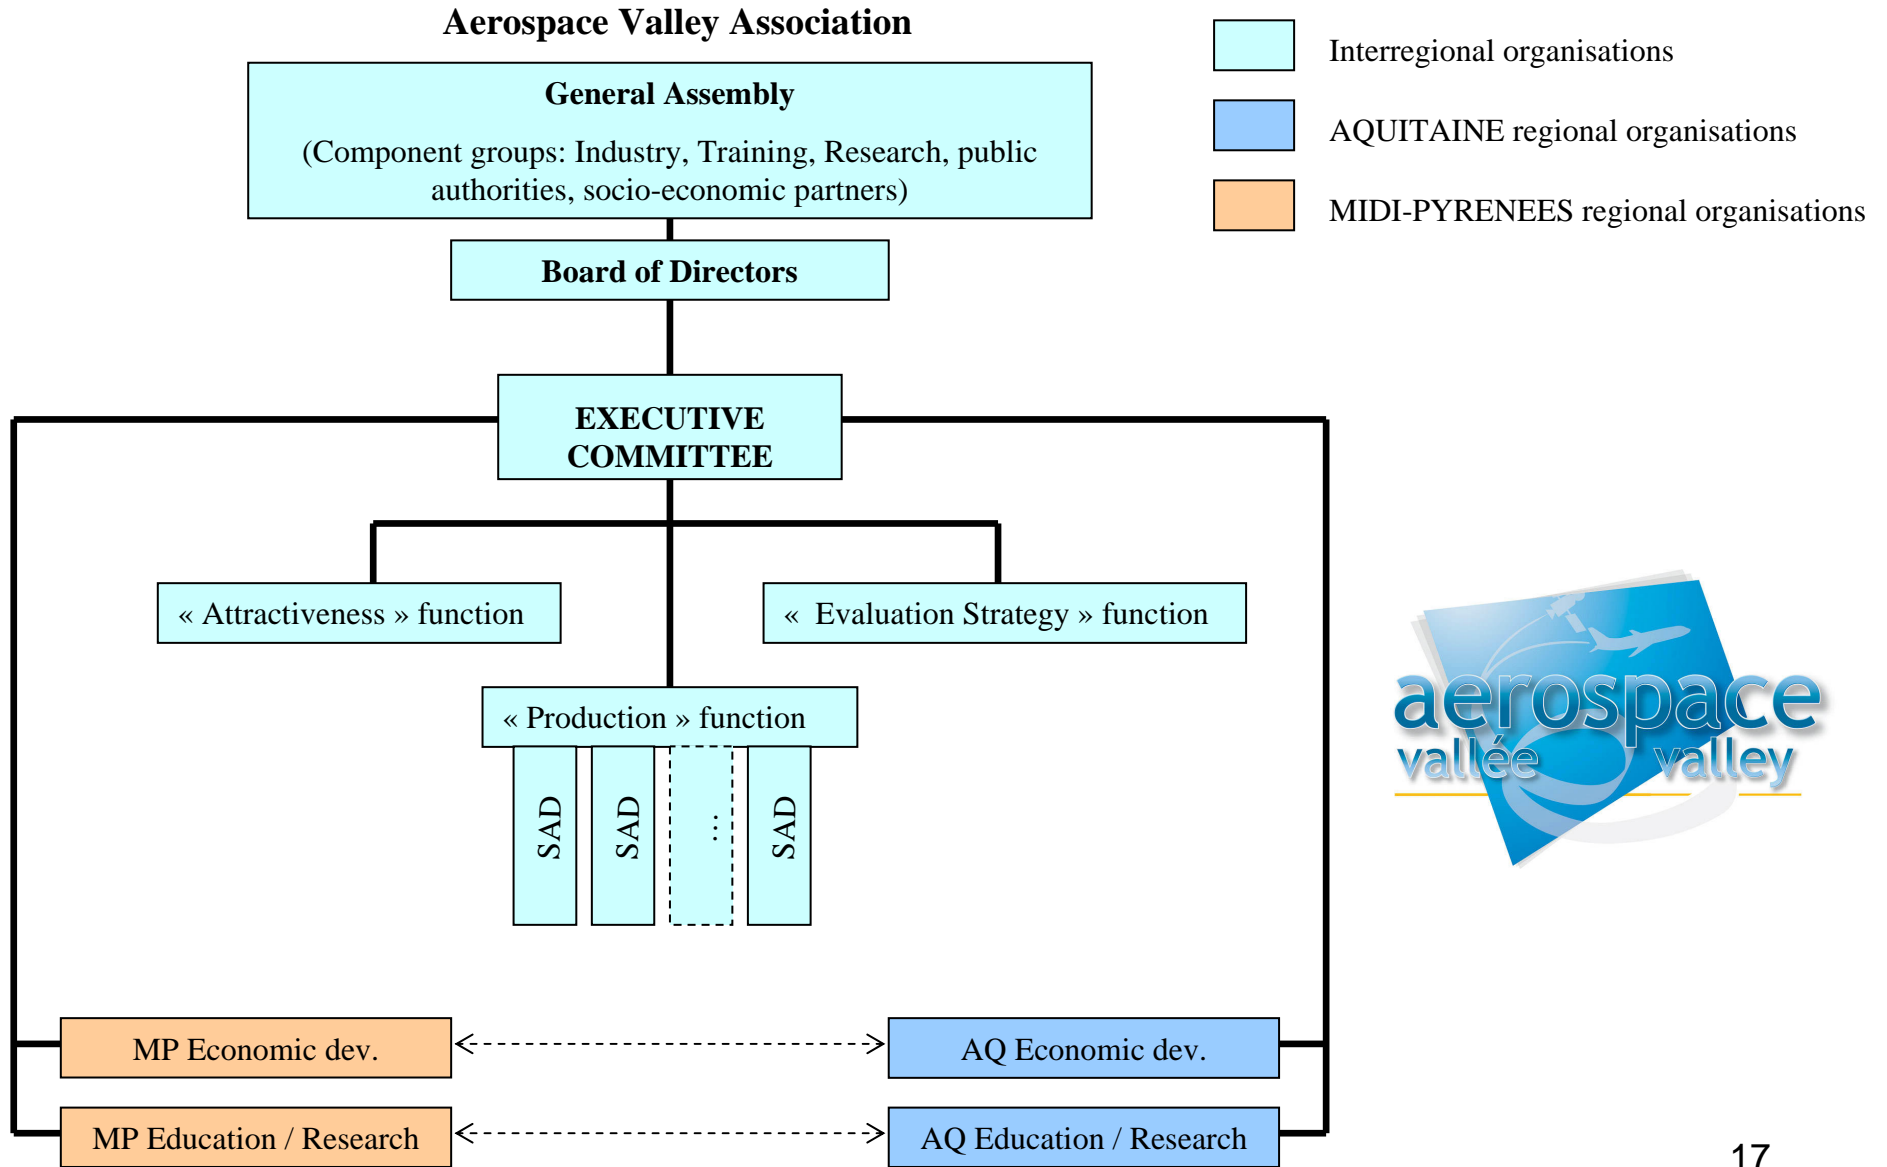 Aerospace Valley Association
General Assembly
(Component groups: Industry, Training, Research, public
authorities, socio-economic partners)
Board of Directors
EXECUTIVE
COMMITTEE
« Attractiveness » function
«  Evaluation Strategy » function
« Production » function
SAD
SAD
...
SAD
MP Economic dev.
AQ Economic dev.
MP Education / Research
AQ Education / Research
Interregional organisations
AQUITAINE regional organisations
MIDI-PYRENEES regional organisations
aerospace
vallée valley
17